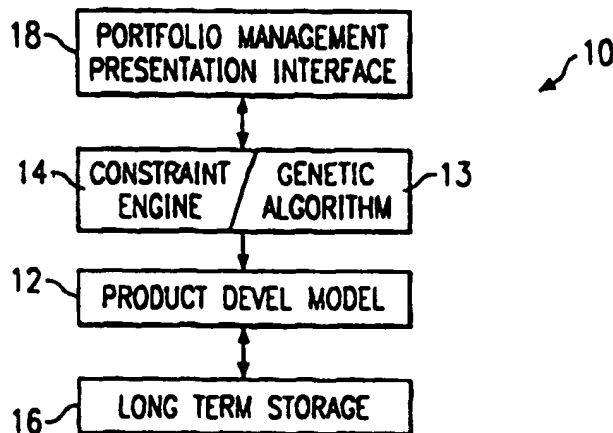 18
PORTFOLIO MANAGEMENT
PRESENTATION INTERFACE
10
14
CONSTRAINT
ENGINE
GENETIC
ALGORITHM
13
12
PRODUCT DEVEL MODEL
16
LONG TERM STORAGE